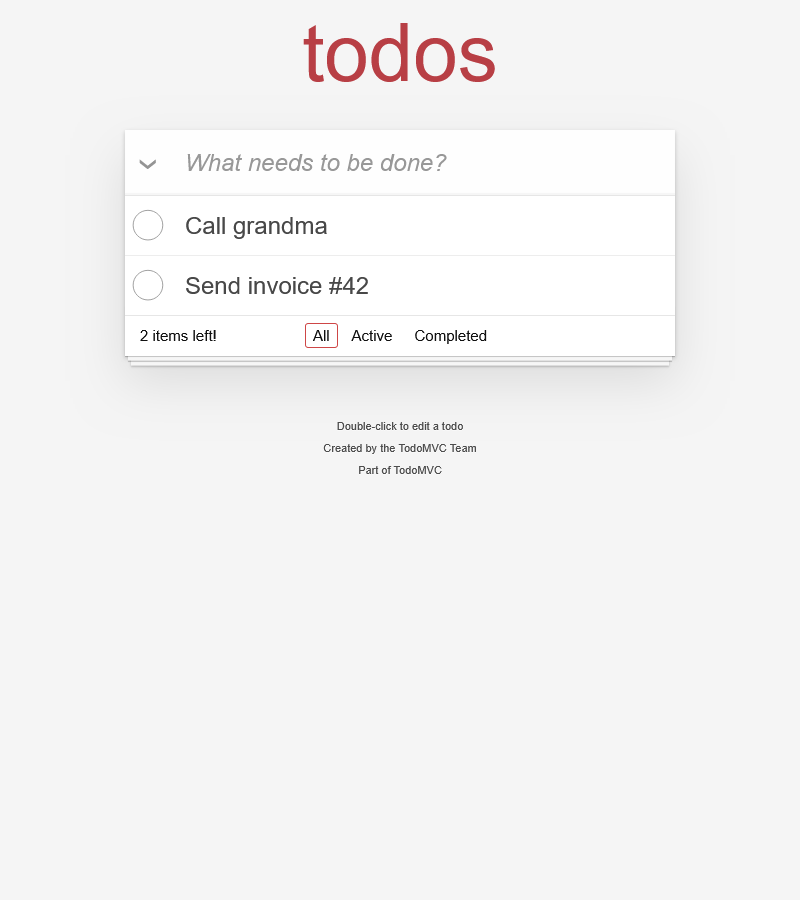 todos
What needs to be done?
Call grandma
Send invoice #42
2 items left! All Active Completed
Double-click to edit a todo
Created by the TodoMVC Team
Part of TodoMVC